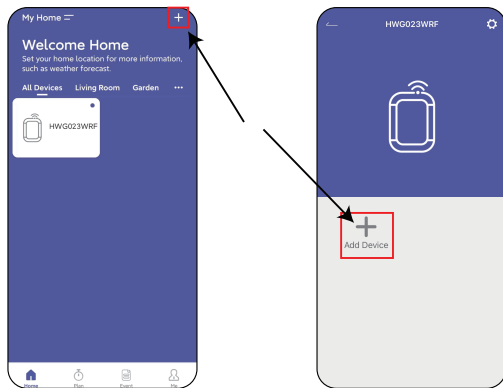 My Home
Welcome Home
Set your home location for more information,
such as weather forecast.
All Devices Living Room Garden
HWG023WRF
Home Plan Event Me
HWG023WRF
Add Device